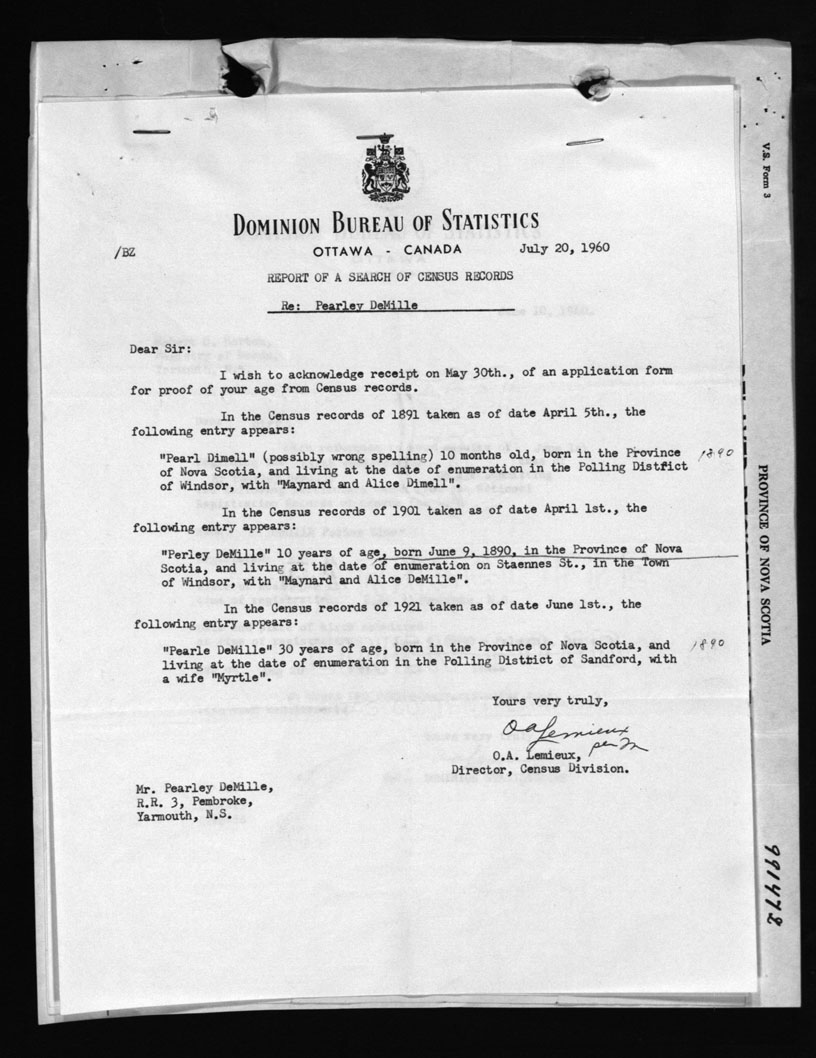 DOMINION BUREAU OF STATISTICS
/BZ OTTAWA - CANADA July 20, 1960
REPORT OF A SEARCH OF CENSUS RECORDS
Re: Pearley DeMille
Dear Sir:
I wish to acknowledge receipt on May 30th., of an application form
for proof of your age from Census records.
In the Census records of 1891 taken as of date April 5th., the
following entry appears:
"Pearl Dimell" (possibly wrong spelling) 10 months old, born in the Province 1890
of Nova Scotia, and living at the date of enumeration in the Polling District
of Windsor, with "Maynard and Alice Dimell".
In the Census records of 1901 taken as of date April 1st., the
following entry appears:
"Perley DeMille" 10 years of age, born June 9, 1890, in the Province of Nova
Scotia, and living at the date of enumeration on Staennes St., in the Town
of Windsor, with "Maynard and Alice DeMille".
In the Census records of 1921 taken as of date June 1st., the
following entry appears:
"Pearle DeMille" 30 years of age, born in the Province of Nova Scotia, and 1890
living at the date of enumeration in the Polling District of Sandford, with
a wife "Myrtle".
Yours very truly,
OA Lemieux
per M
O.A. Lemieux,
Director, Census Division.
Mr. Pearley DeMille,
R.R. 3, Pembroke,
Yarmouth, N.S.
V.S. Form 3
PROVINCE OF NOVA SCOTIA
991472